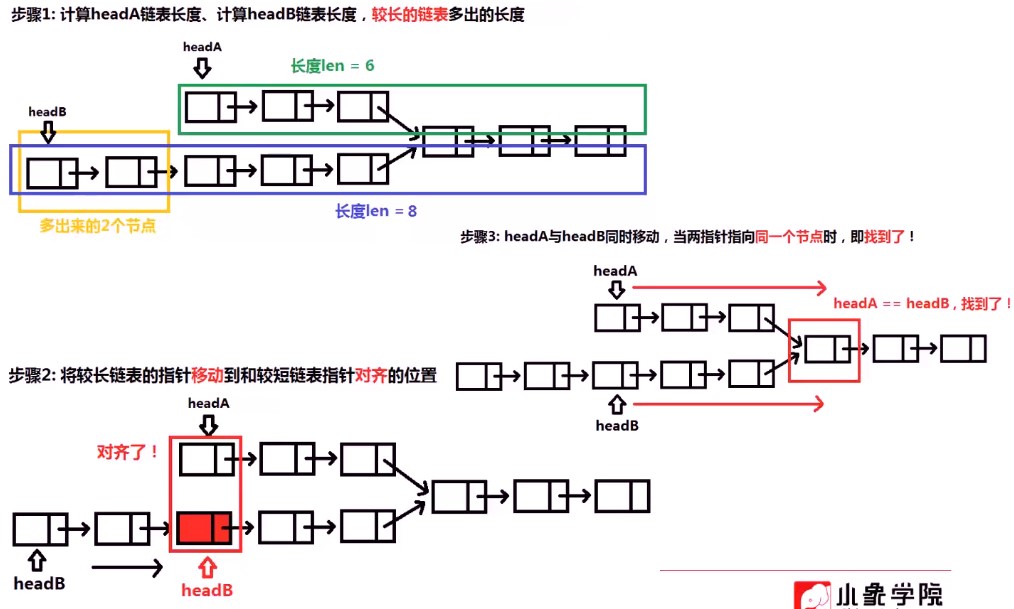 步骤1: 计算headA链表长度、计算headB链表长度，较长的链表多出的长度
headA
长度len = 6
headB
长度len = 8
多出来的2个节点
步骤3: headA与headB同时移动，当两指针指向同一个节点时，即找到了！
headA
headA == headB，找到了！
headB
步骤2: 将较长链表的指针移动到和较短链表指针对齐的位置
headA
对齐了！
headB
headB
小象学院